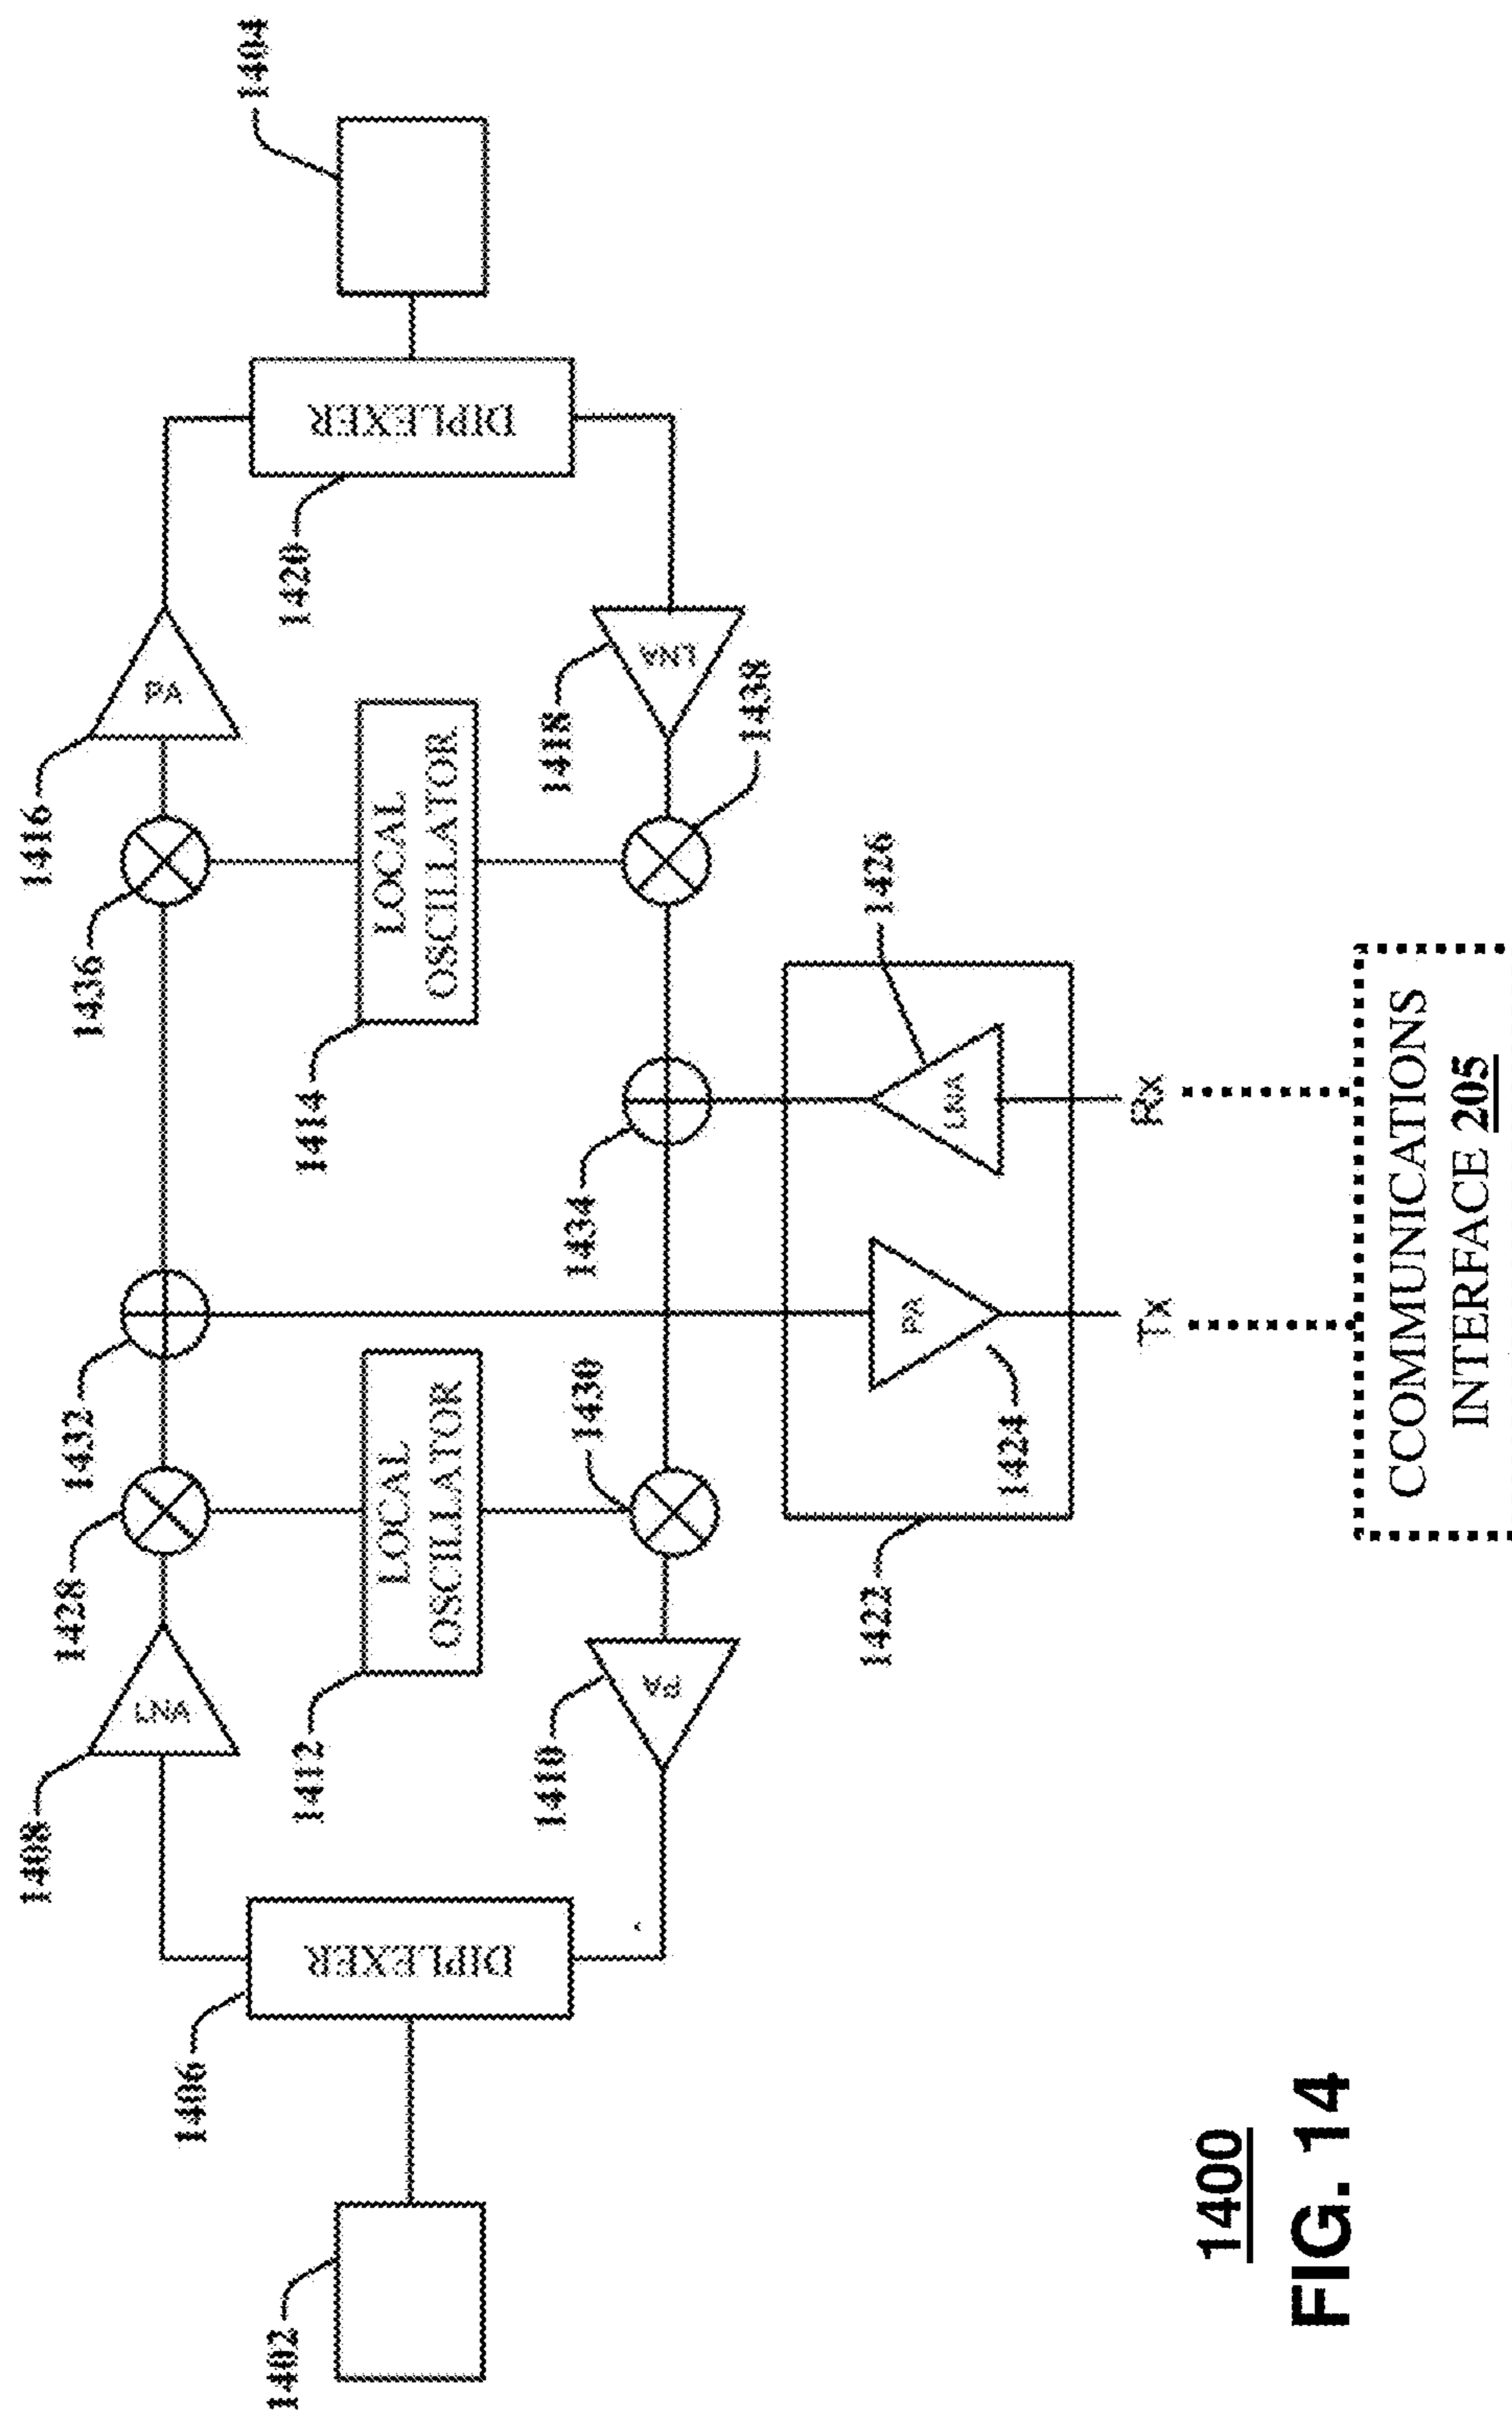 1404
1416
PA
1436
DIPLEXER
1420
LOCAL
OSCILLATOR
1414
LNA
1418
1438
1432
1434
1426
LNA
Rx
1428
LOCAL
OSCILLATOR
1412
1430
PA
1424
TX
1422
CCOMMUNICATIONS
INTERFACE 205
1408
LNA
PA
1410
DIPLEXER
1406
1402
1400
FIG. 14